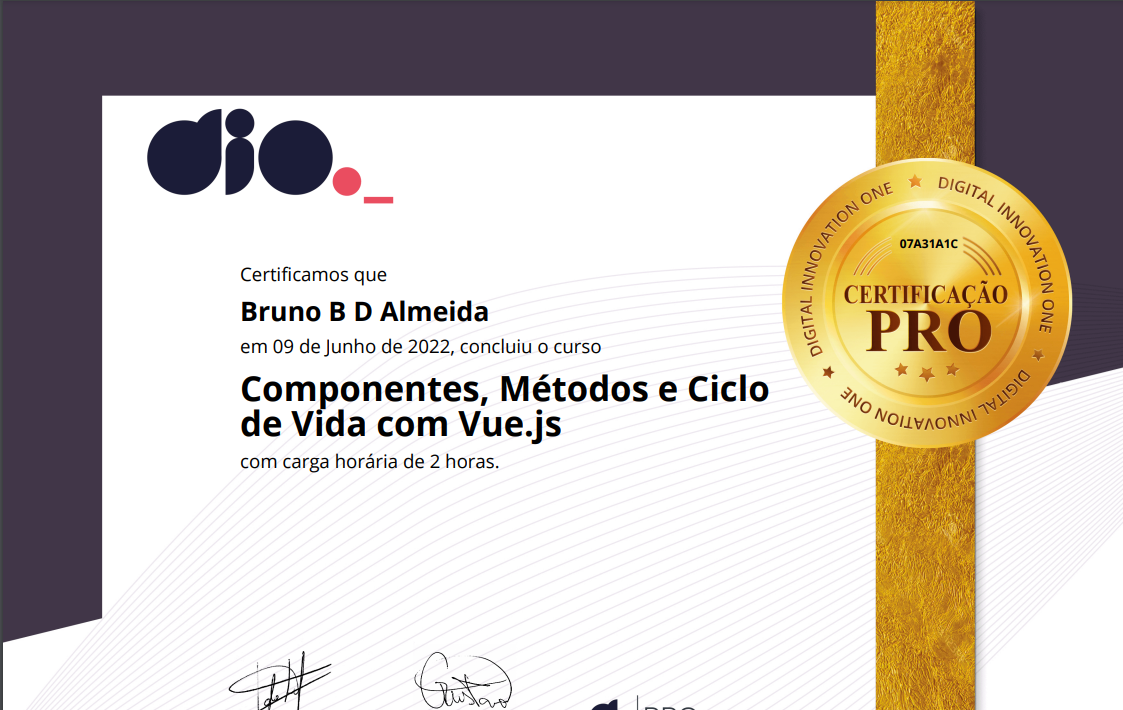 dio._
Certificamos que
Bruno B D Almeida
em 09 de Junho de 2022, concluiu o curso
Componentes, Métodos e Ciclo
de Vida com Vue.js
com carga horária de 2 horas.
DIGITAL INNOVATION ONE
DIGITAL INNOVATION ONE
DIGITAL INNOVATION ONE
07A31A1C
CERTIFICAÇÃO
PRO